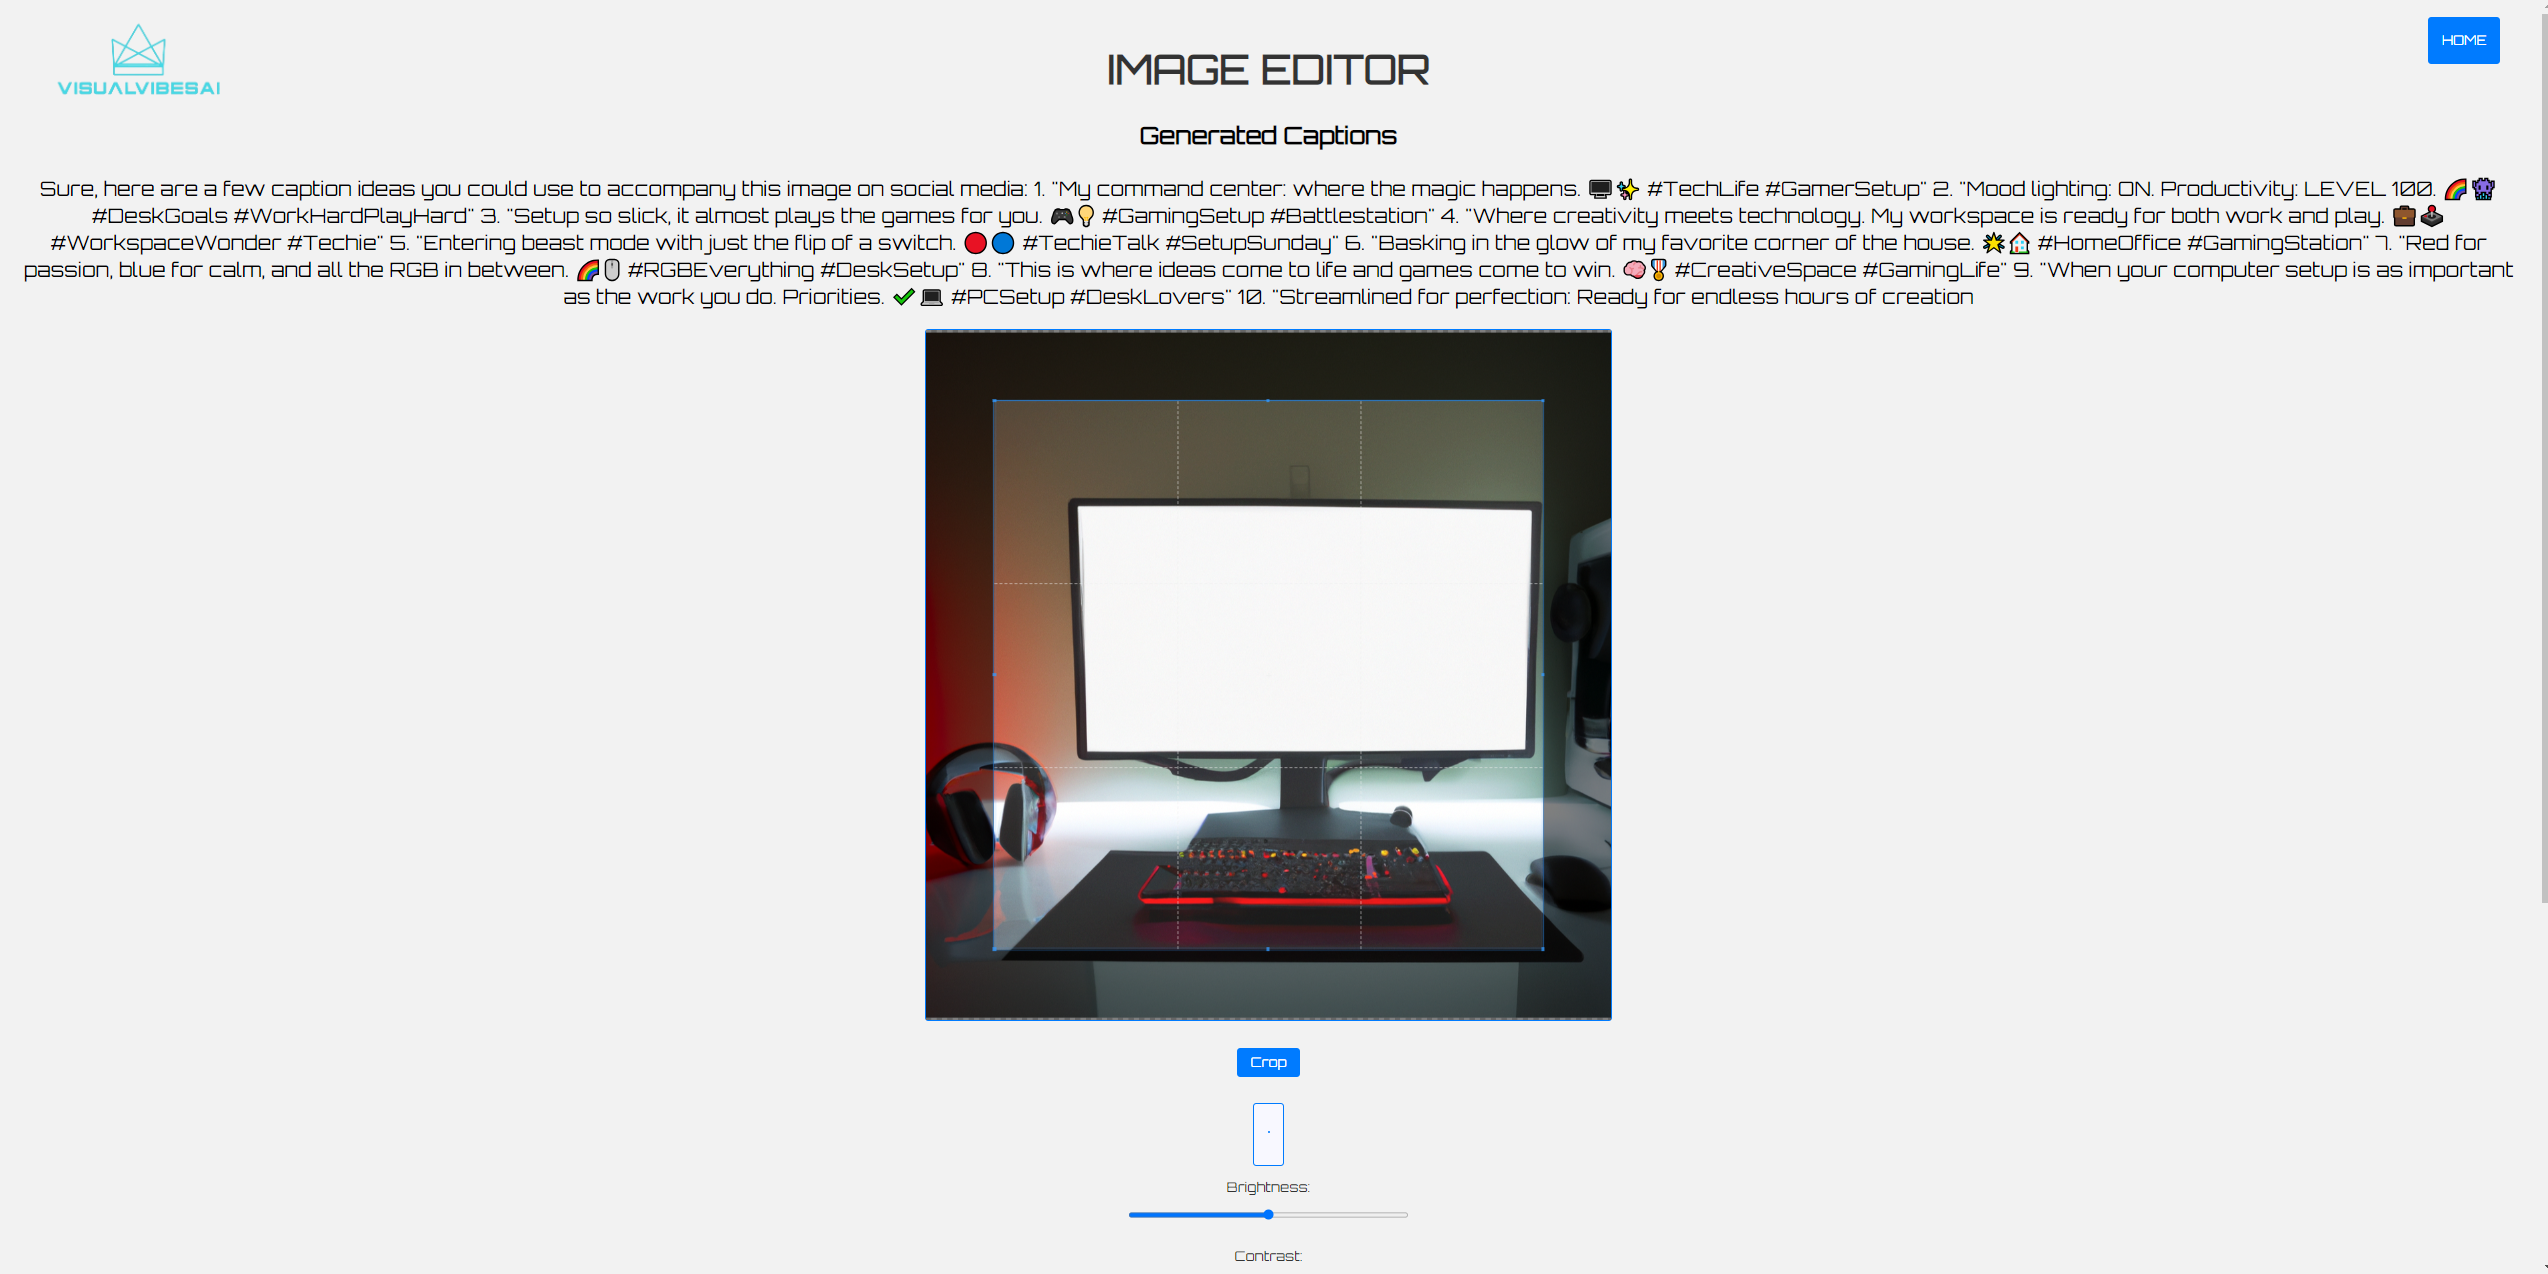 VISUALVIBESAI
HOME
IMAGE EDITOR
Generated Captions
Sure, here are a few caption ideas you could use to accompany this image on social media: 1. "My command center: where the magic happens. 🖥️✨ #TechLife #GamerSetup" 2. "Mood lighting: ON. Productivity: LEVEL 100. 🌈👾
#DeskGoals #WorkHardPlayHard" 3. "Setup so slick, it almost plays the games for you. 🎮💡 #GamingSetup #Battlestation" 4. "Where creativity meets technology. My workspace is ready for both work and play. 💼🕹️
#WorkspaceWonder #Techie" 5. "Entering beast mode with just the flip of a switch. 🔴🔵 #TechieTalk #SetupSunday" 6. "Basking in the glow of my favorite corner of the house. 🌟🏠 #HomeOffice #GamingStation" 7. "Red for
passion, blue for calm, and all the RGB in between. 🌈🖱️ #RGBEverything #DeskSetup" 8. "This is where ideas come to life and games come to win. 🧠🎖️ #CreativeSpace #GamingLife" 9. "When your computer setup is as important
as the work you do. Priorities. ✔️💻 #PCSetup #DeskLovers" 10. "Streamlined for perfection: Ready for endless hours of creation
Crop
Brightness:
Contrast: